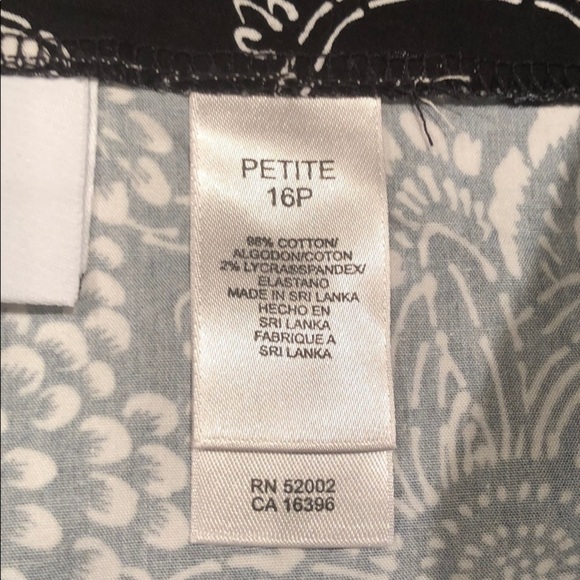 PETITE
16P
98% COTTON/
ALGODON/COTON
2% LYCRA®SPANDEX/
ELASTANO
MADE IN SRI LANKA
HECHO EN
SRI LANKA
FABRIQUE A
SRI LANKA
RN 52002
CA 16396